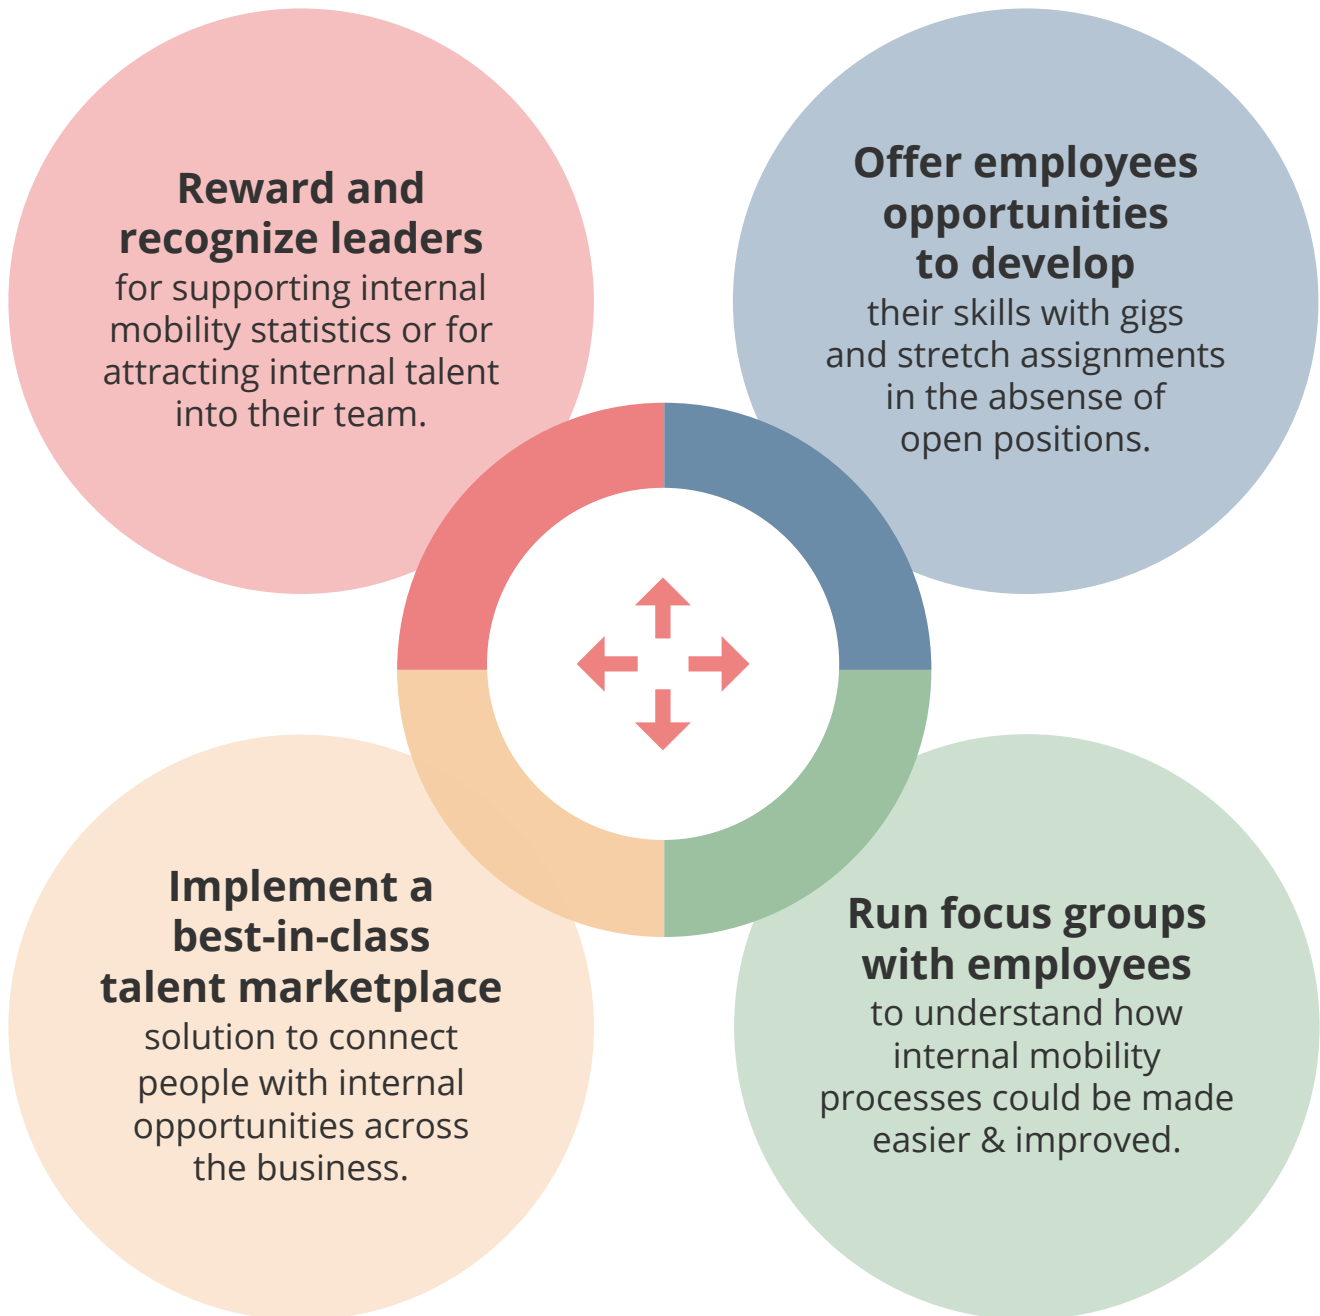 Reward and
recognize leaders
for supporting internal
mobility statistics or for
attracting internal talent
into their team.
Offer employees
opportunities
to develop
their skills with gigs
and stretch assignments
in the absense of
open positions.
Implement a
best-in-class
talent marketplace
solution to connect
people with internal
opportunities across
the business.
Run focus groups
with employees
to understand how
internal mobility
processes could be made
easier & improved.